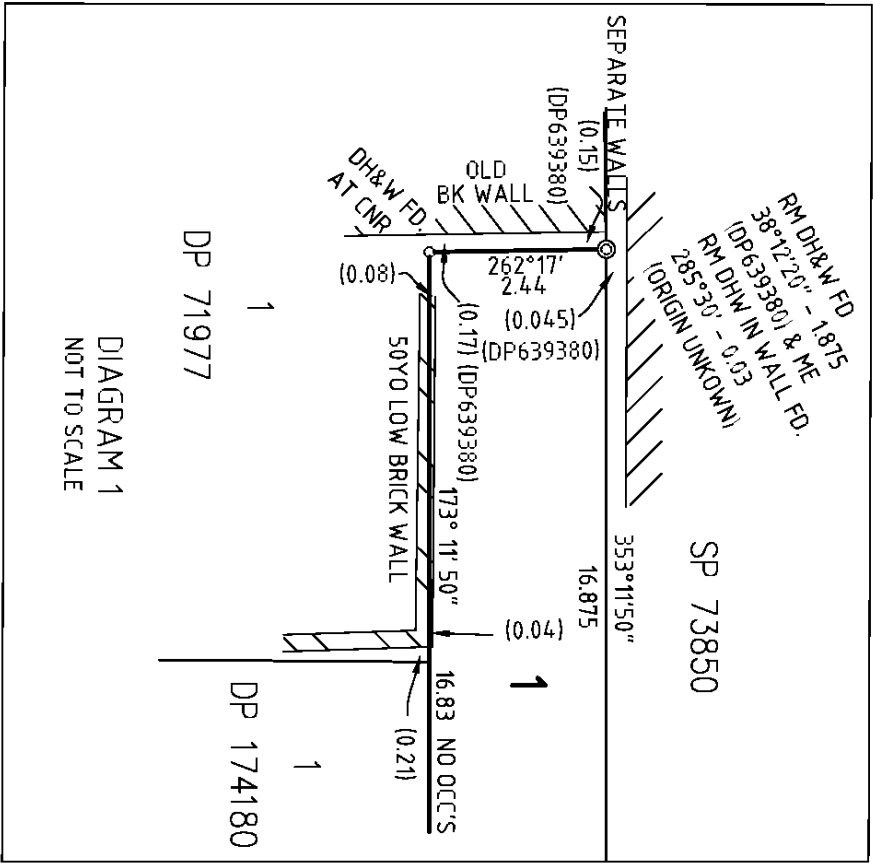 SEPARATE WALLS
RM DH&W FD
38°12'20" - 1.875
(DP639380) & ME
RM DHW IN WALL FD.
285°30' - 0.03
(ORIGIN UNKOWN)
(0.15)
(DP639380)
OLD
BK WALL
DH&W FD.
AT CNR
262°17'
2.44
(0.045)
(DP639380)
353°11'50"
16.875
SP 73850
(0.08)
(0.17) (DP639380)
173° 11' 50"
50YO LOW BRICK WALL
(0.04)
1
16.83 NO OCC'S
(0.21)
1
DP 71977
1
DP 174180
DIAGRAM 1
NOT TO SCALE